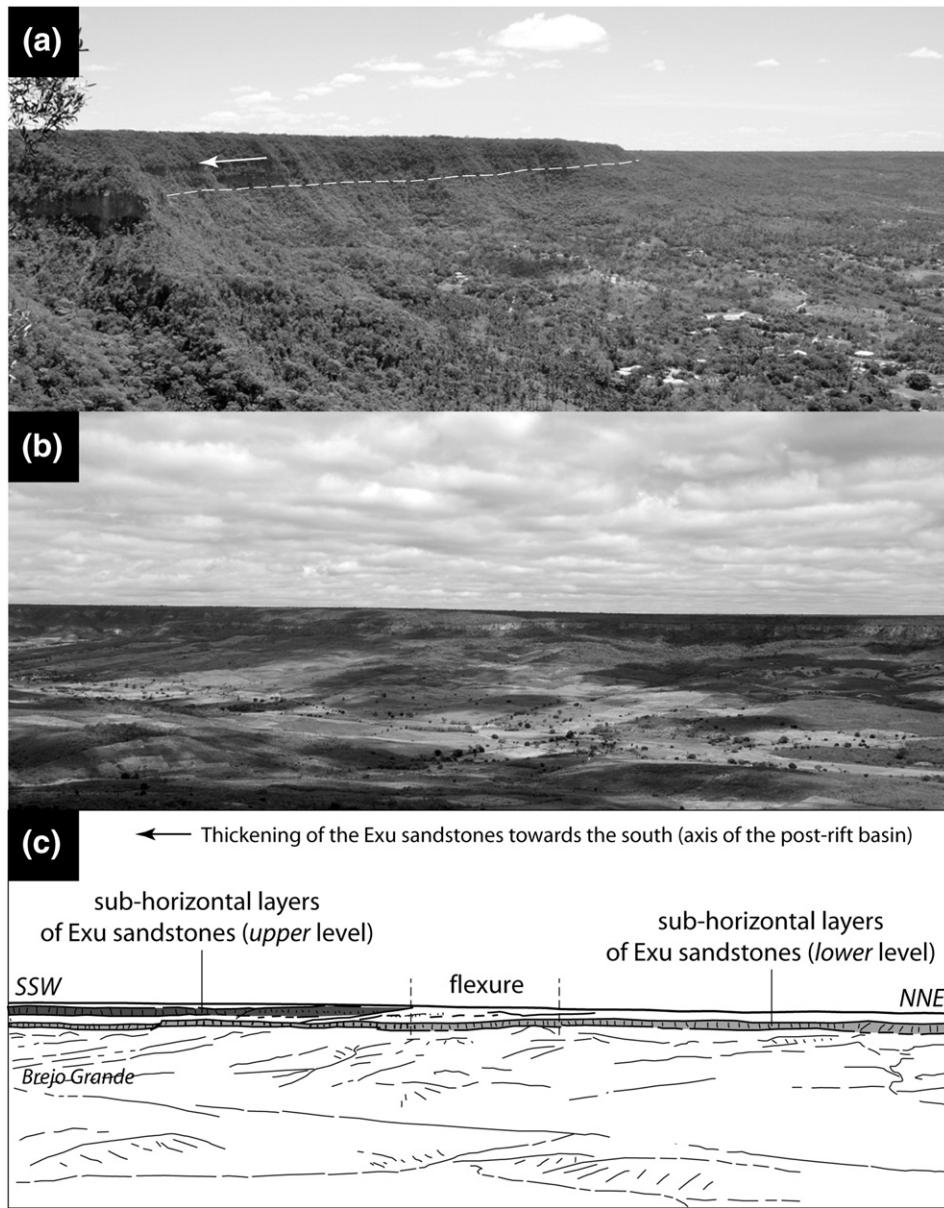 (a)
(b)
(c)
Thickening of the Exu sandstones towards the south (axis of the post-rift basin)
sub-horizontal layers
of Exu sandstones (upper level)
sub-horizontal layers
of Exu sandstones (lower level)
flexure
SSW
NNE
Brejo Grande